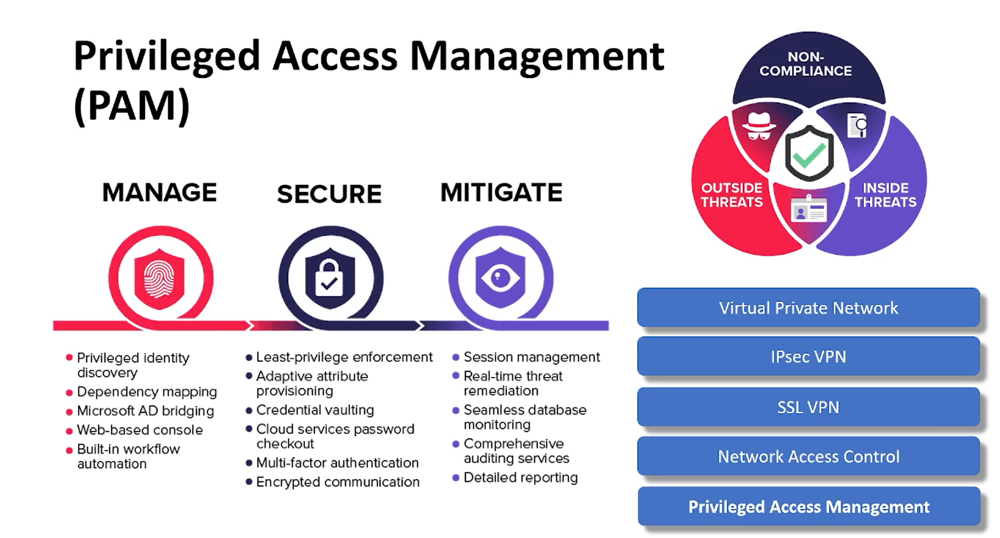 Privileged Access Management
(PAM)
NON-
COMPLIANCE
OUTSIDE
THREATS
INSIDE
THREATS
MANAGE
SECURE
MITIGATE
Privileged identity
discovery
Dependency mapping
Microsoft AD bridging
Web-based console
Built-in workflow
automation
Least-privilege enforcement
Adaptive attribute
provisioning
Credential vaulting
Cloud services password
checkout
Multi-factor authentication
Encrypted communication
Session management
Real-time threat
remediation
Seamless database
monitoring
Comprehensive
auditing services
Detailed reporting
Virtual Private Network
IPsec VPN
SSL VPN
Network Access Control
Privileged Access Management